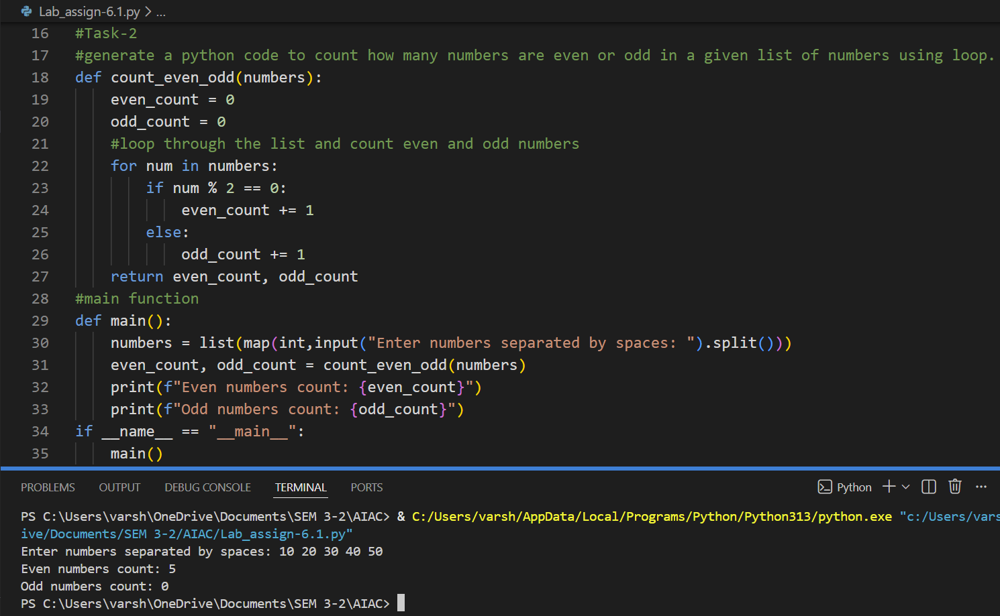 Lab_assign-6.1.py > ...
16 #Task-2
17 #generate a python code to count how many numbers are even or odd in a given list of numbers using loop.
18 def count_even_odd(numbers):
19     even_count = 0
20     odd_count = 0
21     #loop through the list and count even and odd numbers
22     for num in numbers:
23         if num % 2 == 0:
24             even_count += 1
25         else:
26             odd_count += 1
27     return even_count, odd_count
28 #main function
29 def main():
30     numbers = list(map(int,input("Enter numbers separated by spaces: ").split()))
31     even_count, odd_count = count_even_odd(numbers)
32     print(f"Even numbers count: {even_count}")
33     print(f"Odd numbers count: {odd_count}")
34 if __name__ == "__main__":
35     main()
PROBLEMS OUTPUT DEBUG CONSOLE TERMINAL PORTS Python
PS C:\Users\varsh\OneDrive\Documents\SEM 3-2\AIAC> & C:/Users/varsh/AppData/Local/Programs/Python/Python313/python.exe "c:/Users/vars
ive/Documents/SEM 3-2/AIAC/Lab_assign-6.1.py"
Enter numbers separated by spaces: 10 20 30 40 50
Even numbers count: 5
Odd numbers count: 0
PS C:\Users\varsh\OneDrive\Documents\SEM 3-2\AIAC>